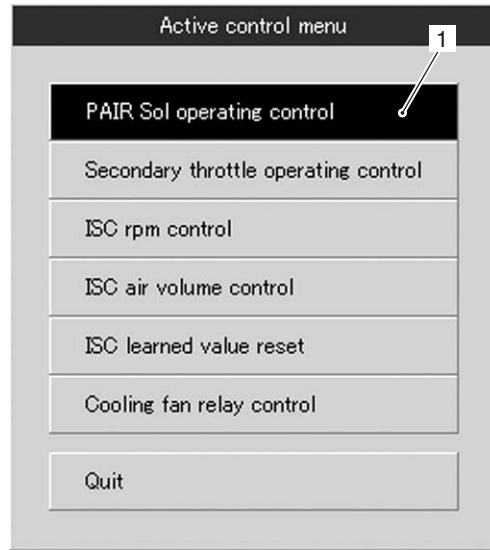 Active control menu
1
PAIR Sol operating control
Secondary throttle operating control
ISC rpm control
ISC air volume control
ISC learned value reset
Cooling fan relay control
Quit